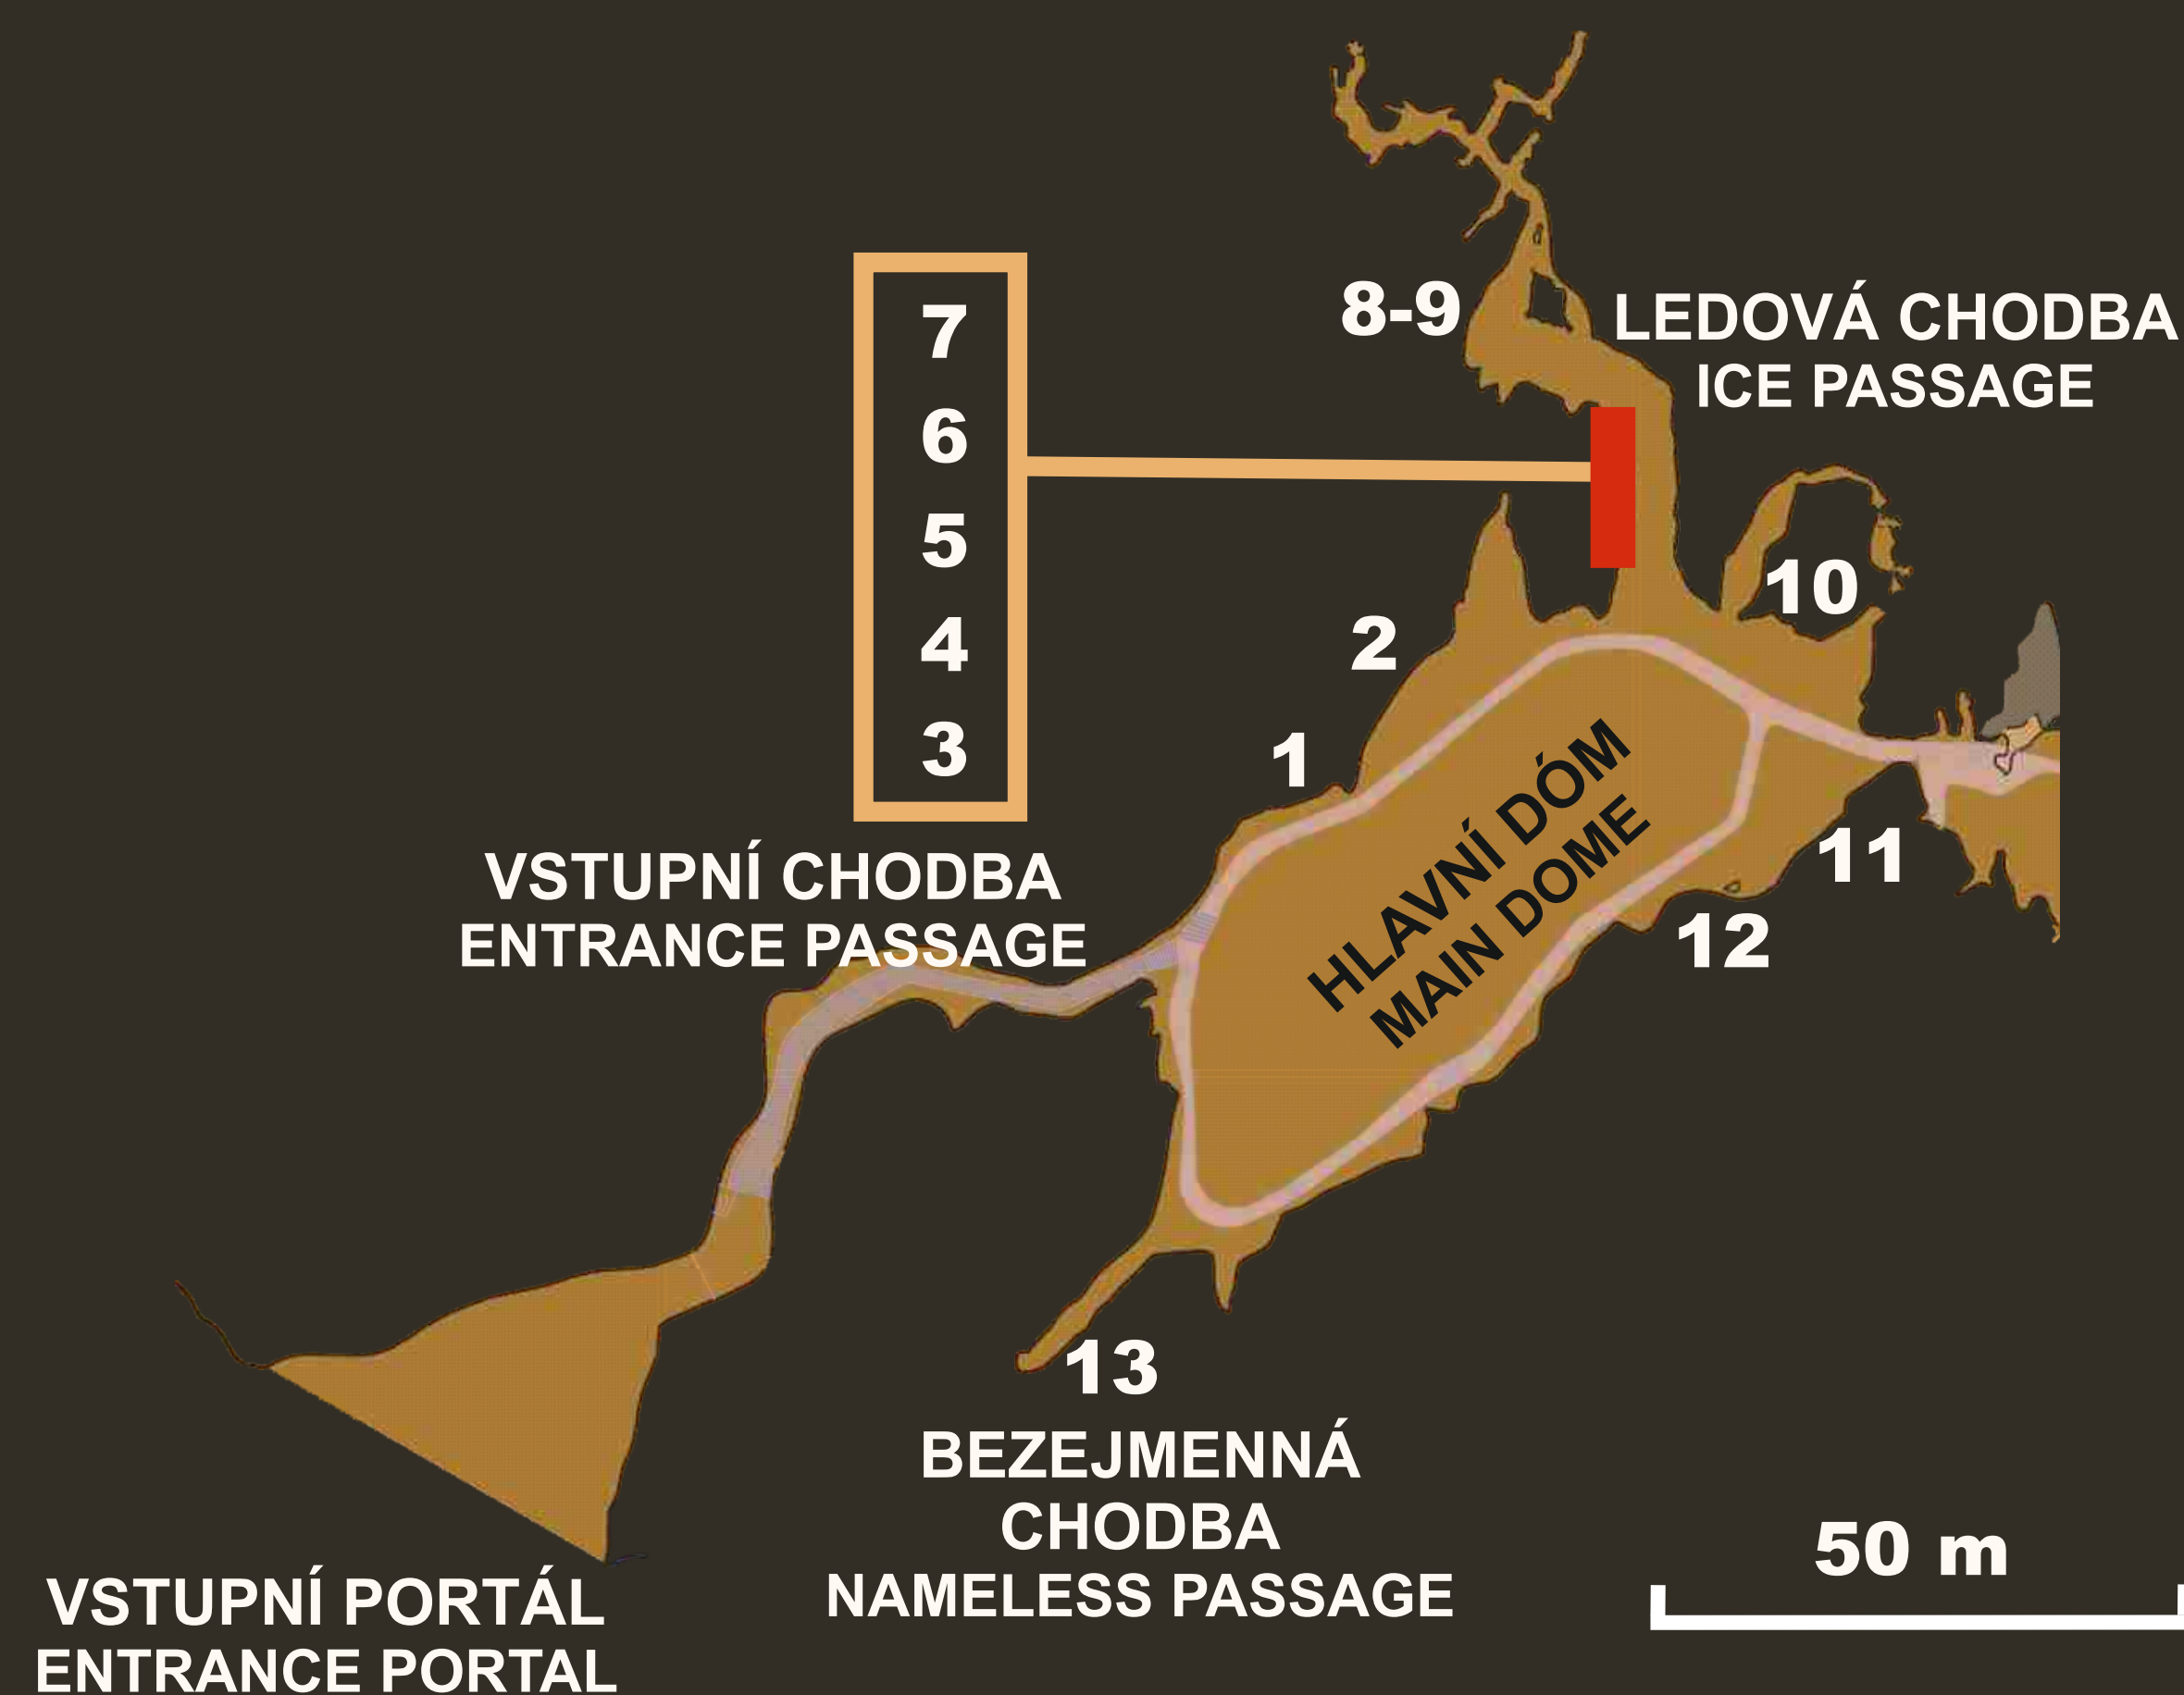 8-9
LEDOVÁ CHODBA
ICE PASSAGE
7
6
5
4
3
10
2
1
HLAVNÍ DÓM
MAIN DOME
11
12
VSTUPNÍ CHODBA
ENTRANCE PASSAGE
13
BEZEJMENNÁ
CHODBA
NAMELESS PASSAGE
50 m
VSTUPNÍ PORTÁL
ENTRANCE PORTAL